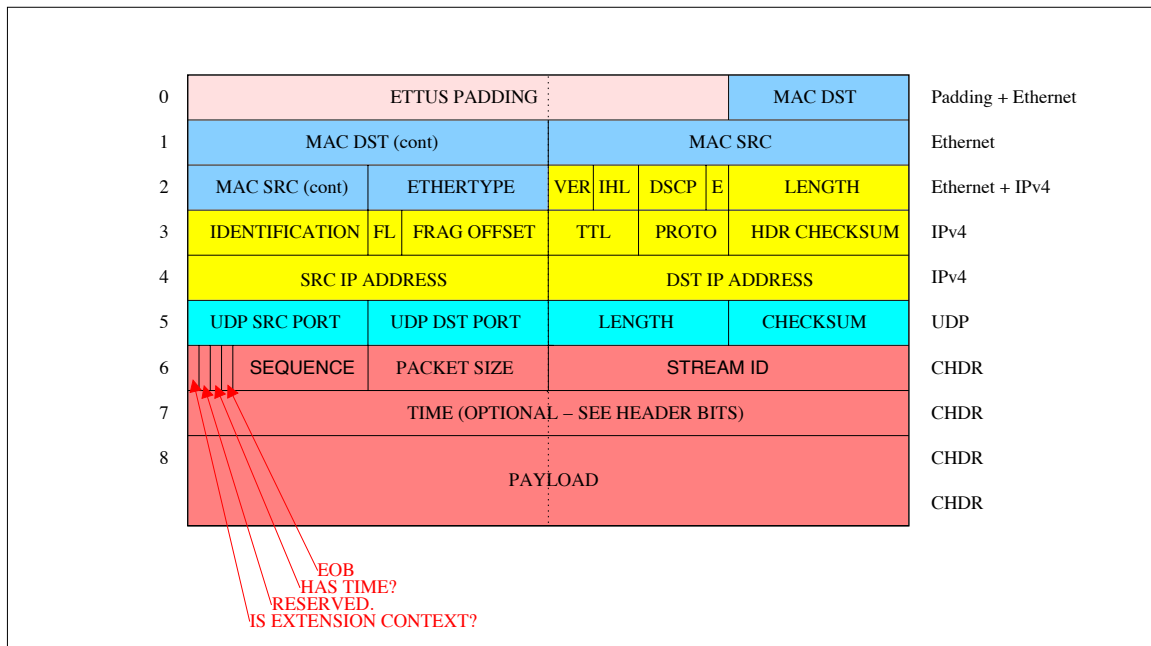 0 ETTUS PADDING MAC DST Padding + Ethernet
1 MAC DST (cont) MAC SRC Ethernet
2 MAC SRC (cont) ETHERTYPE VER IHL DSCP E LENGTH Ethernet + IPv4
3 IDENTIFICATION FL FRAG OFFSET TTL PROTO HDR CHECKSUM IPv4
4 SRC IP ADDRESS DST IP ADDRESS IPv4
5 UDP SRC PORT UDP DST PORT LENGTH CHECKSUM UDP
6 SEQUENCE PACKET SIZE STREAM ID CHDR
7 TIME (OPTIONAL – SEE HEADER BITS) CHDR
8 CHDR
PAYLOAD
CHDR
EOB
HAS TIME?
RESERVED.
IS EXTENSION CONTEXT?